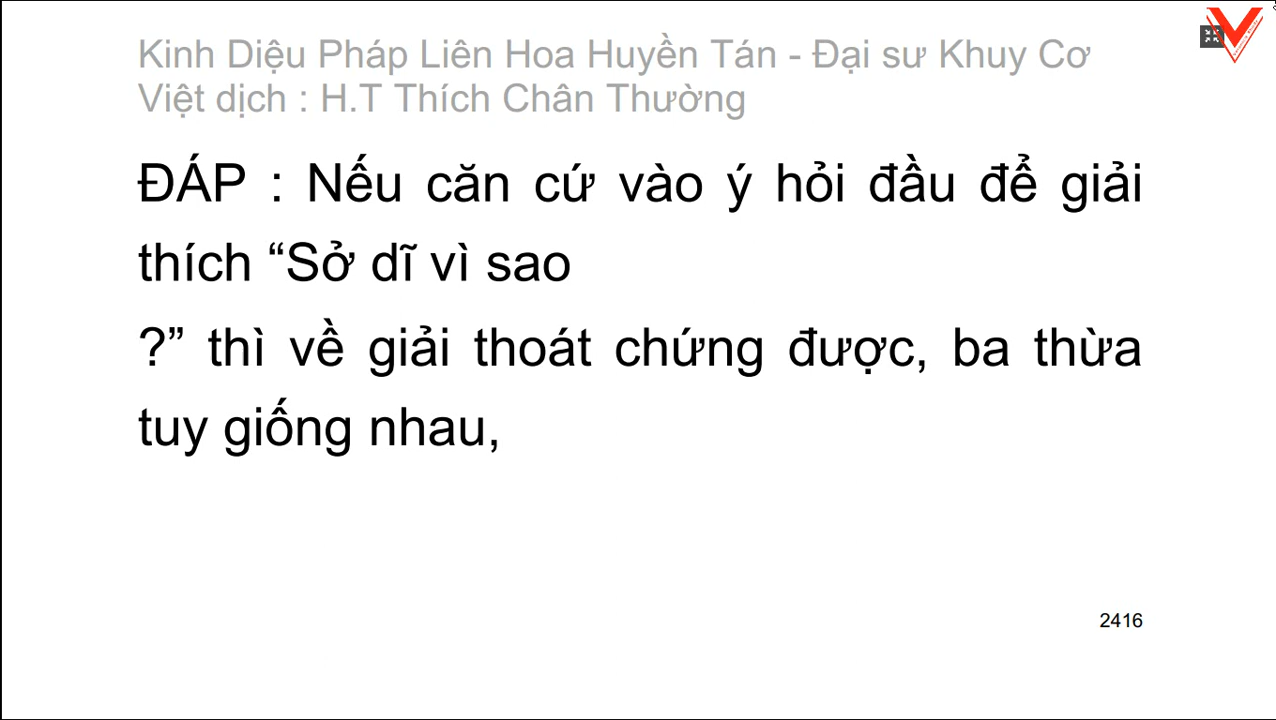 Kinh Diệu Pháp Liên Hoa Huyền Tán - Đại sư Khuy Cơ
Việt dịch : H.T Thích Chân Thường
ĐÁP : Nếu căn cứ vào ý hỏi đầu để giải
thích “Sở dĩ vì sao
?” thì về giải thoát chứng được, ba thừa
tuy giống nhau,
2416